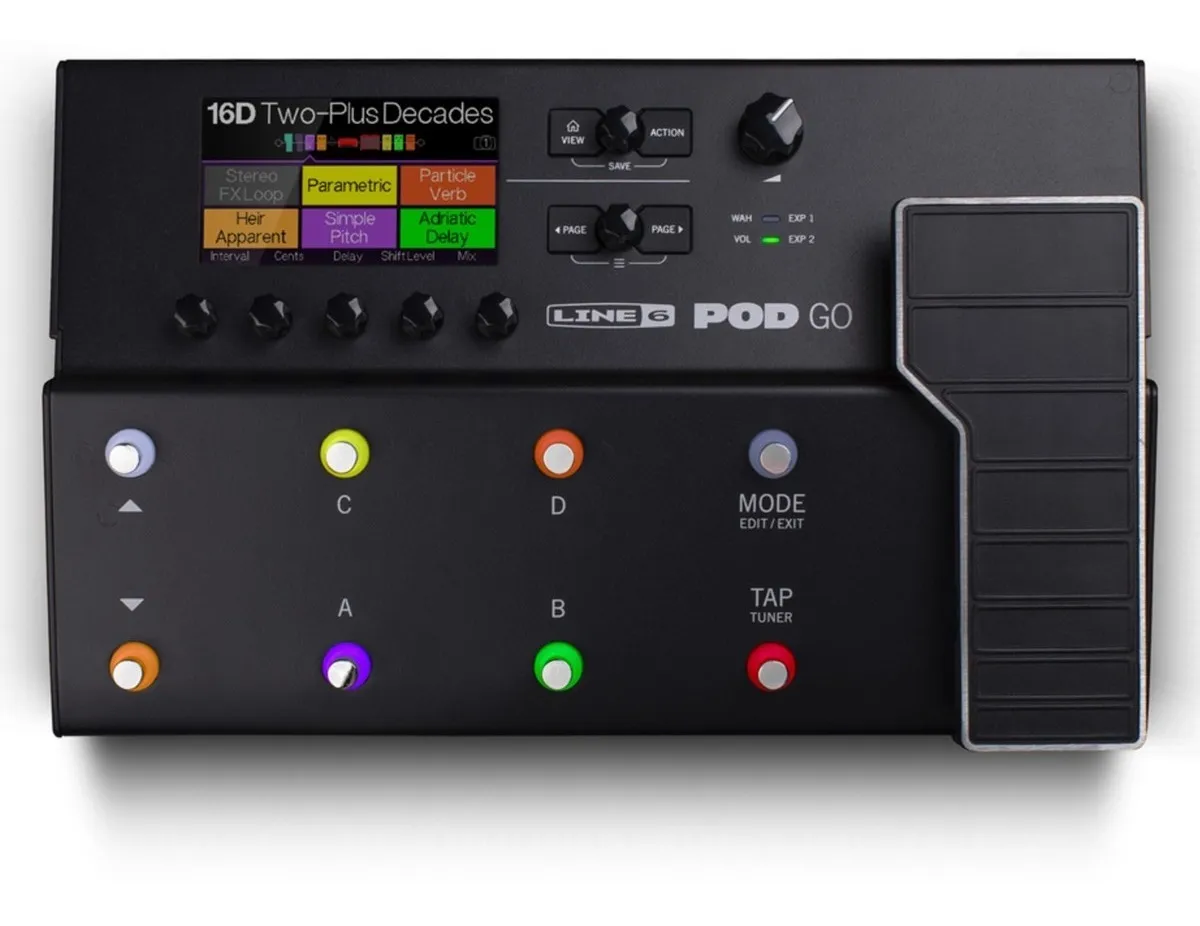 16D Two-Plus Decades
1
Stereo
FX Loop
Parametric
Particle
Verb
Heir
Apparent
Simple
Pitch
Adriatic
Delay
Interval Cents Delay Shift Level Mix
VIEW
ACTION
SAVE
PAGE
PAGE
WAH EXP 1
VOL EXP 2
LINE 6 POD GO
C
D
MODE
EDIT / EXIT
A
B
TAP
TUNER